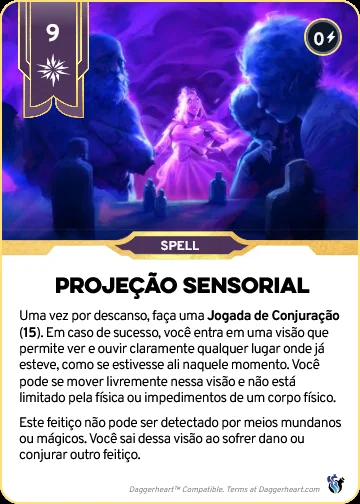 9
0
SPELL
PROJEÇÃO SENSORIAL
Uma vez por descanso, faça uma Jogada de Conjuração
(15). Em caso de sucesso, você entra em uma visão que
permite ver e ouvir claramente qualquer lugar onde já
esteve, como se estivesse ali naquele momento. Você
pode se mover livremente nessa visão e não está
limitado pela física ou impedimentos de um corpo físico.
Este feitiço não pode ser detectado por meios mundanos
ou mágicos. Você sai dessa visão ao sofrer dano ou
conjurar outro feitiço.
Daggerheart™ Compatible. Terms at Daggerheart.com